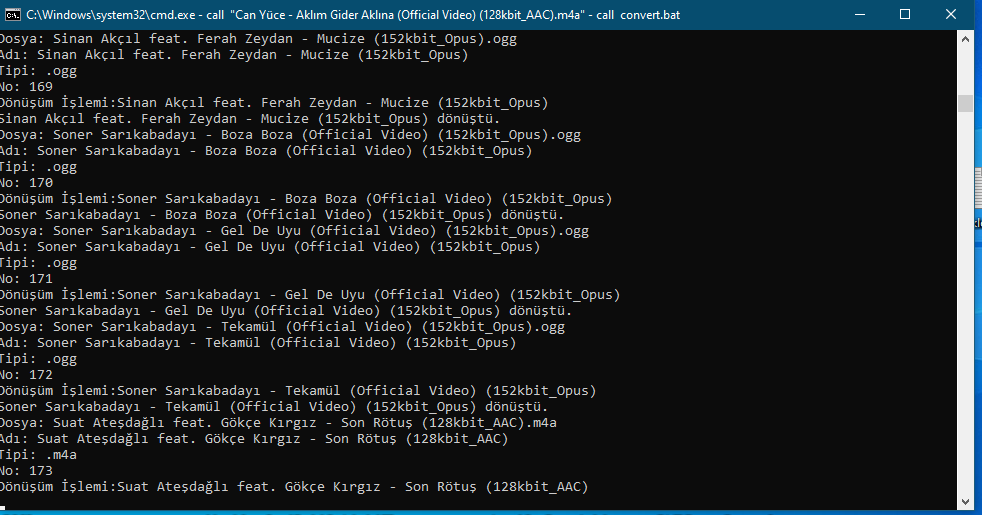 C:\Windows\system32\cmd.exe - call "Can Yüce - Aklım Gider Aklına (Official Video) (128kbit_AAC).m4a" - call convert.bat
Dosya: Sinan Akçıl feat. Ferah Zeydan - Mucize (152kbit_Opus).ogg
Adı: Sinan Akçıl feat. Ferah Zeydan - Mucize (152kbit_Opus)
Tipi: .ogg
No: 169
Dönüşüm İşlemi:Sinan Akçıl feat. Ferah Zeydan - Mucize (152kbit_Opus)
Sinan Akçıl feat. Ferah Zeydan - Mucize (152kbit_Opus) dönüştü.
Dosya: Soner Sarıkabadayı - Boza Boza (Official Video) (152kbit_Opus).ogg
Adı: Soner Sarıkabadayı - Boza Boza (Official Video) (152kbit_Opus)
Tipi: .ogg
No: 170
Dönüşüm İşlemi:Soner Sarıkabadayı - Boza Boza (Official Video) (152kbit_Opus)
Soner Sarıkabadayı - Boza Boza (Official Video) (152kbit_Opus) dönüştü.
Dosya: Soner Sarıkabadayı - Gel De Uyu (Official Video) (152kbit_Opus).ogg
Adı: Soner Sarıkabadayı - Gel De Uyu (Official Video) (152kbit_Opus)
Tipi: .ogg
No: 171
Dönüşüm İşlemi:Soner Sarıkabadayı - Gel De Uyu (Official Video) (152kbit_Opus)
Soner Sarıkabadayı - Gel De Uyu (Official Video) (152kbit_Opus) dönüştü.
Dosya: Soner Sarıkabadayı - Tekamül (Official Video) (152kbit_Opus).ogg
Adı: Soner Sarıkabadayı - Tekamül (Official Video) (152kbit_Opus)
Tipi: .ogg
No: 172
Dönüşüm İşlemi:Soner Sarıkabadayı - Tekamül (Official Video) (152kbit_Opus)
Soner Sarıkabadayı - Tekamül (Official Video) (152kbit_Opus) dönüştü.
Dosya: Suat Ateşdağlı feat. Gökçe Kırgız - Son Rötuş (128kbit_AAC).m4a
Adı: Suat Ateşdağlı feat. Gökçe Kırgız - Son Rötuş (128kbit_AAC)
Tipi: .m4a
No: 173
Dönüşüm İşlemi:Suat Ateşdağlı feat. Gökçe Kırgız - Son Rötuş (128kbit_AAC)